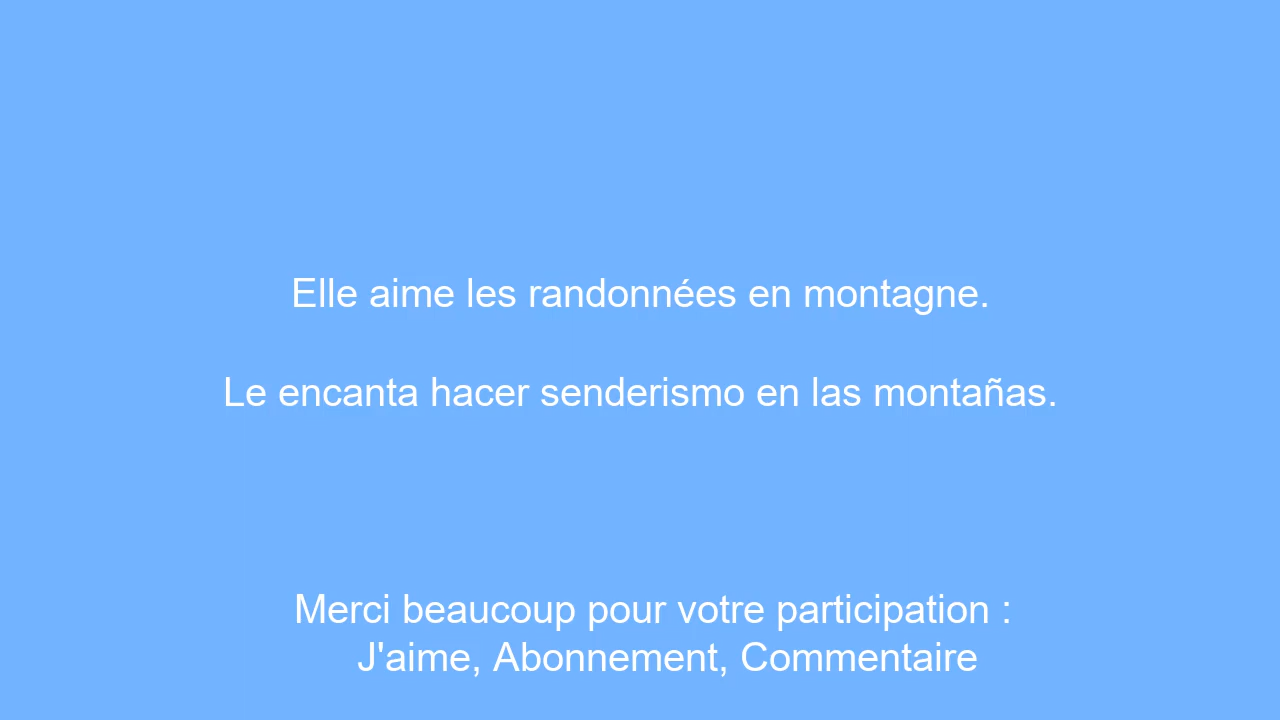 Elle aime les randonnées en montagne.
Le encanta hacer senderismo en las montañas.
Merci beaucoup pour votre participation :
J'aime, Abonnement, Commentaire